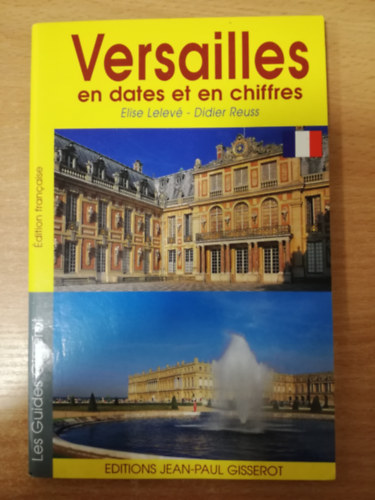 Versailles
en dates et en chiffres
Elise Lelevé - Didier Reuss
Édition française
Les Guides
EDITIONS JEAN-PAUL GISSEROT